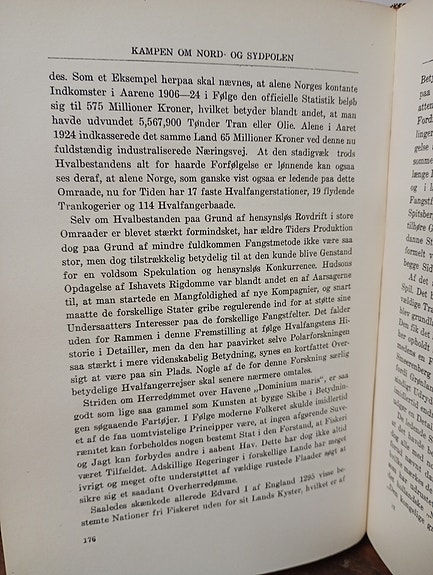 KAMPEN OM NORD- OG SYDPOLEN
des. Som et Eksempel herpaa skal nævnes, at alene Norges kontante
Indkomster i Aarene 1906—24 i Følge den officielle Statistik beløb
sig til 575 Millioner Kroner, hvilket betyder blandt andet, at man
havde udvundet 5,567,900 Tønder Tran eller Olie. Alene i Aaret
1924 indkasserede det samme Land 65 Millioner Kroner ved denne nu
fuldstændig industraliserede Næringsvej. At den stadigvæk trods
Hvalbestandens alt for haarde Forfølgelse er lønnende kan ogsaa
ses deraf, at alene Norge, som ganske vist ogsaa er ledende paa dette
Omraade, nu for Tiden har 17 faste Hvalfangerstationer, 19 flydende
Trankogerier og 114 Hvalfangerbaade.
Selv om Hvalbestanden paa Grund af hensynsløs Rovdrift i store
Omraader er blevet stærkt formindsket, har ældre Tiders Produktion
dog paa Grund af mindre fuldkommen Fangstmetode ikke være saa
stor, men dog tilstrækkelig betydelig til at den kunde blive Genstand
for en voldsom Spekulation og hensynsløs Konkurrence. Hudsons
Opdagelse af Ishavets Rigdomme var blandt andet en af Aarsagerne
til, at man startede en Mangfoldighed af nye Kompagnier, og snart
maatte de forskellige Stater gribe regulerende ind for at støtte sine
Undersaatters Interesser paa de forskellige Fangstfelter. Det falder
uden for Rammen i denne Fremstilling at følge Hvalfangstens Hi-
storie i Detailler, men da den har paavirket selve Polarforskningen
saa stærkt i mere videnskabelig Betydning, synes en kortfattet Over-
sigt at være paa sin Plads. Nogle af de for denne Forskning særlig
betydelige Hvalfangerrejser skal senere nærmere omtales.
Striden om Herredømmet over Havene „Dominium maris“, er saa
godt som lige saa gammel som Kunsten at bygge Skibe i Betydnin-
gen søgaaende Fartøjer. I Følge moderne Folkeret skulde imidlertid
et af de faa uomtvistelige Principper være, at ingen afgørende Suve-
rænitet kan forbeholdes nogen bestemt Stat i den Forstand, at Fiskeri
og Jagt kan forbydes andre i aabent Hav. Dette har dog ikke altid
været Tilfældet. Adskillige Regeringer i forskellige Lande har meget
ivrigt og meget ofte understøttet af vældige rustede Flaader søgt at
sikre sig et saadant Overherredømme.
Saaledes skænkede allerede Edvard I af England 1295 visse be-
stemte Nationer fri Fiskeret uden for sit Lands Kyster, hvilket er af
176